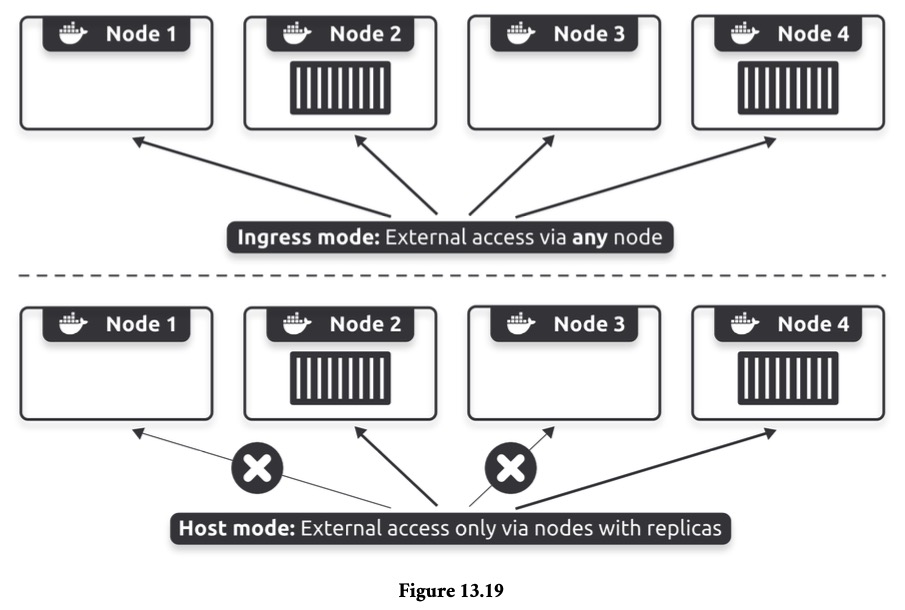 Node 1
Node 2
Node 3
Node 4
Ingress mode: External access via any node
Node 1
Node 2
Node 3
Node 4
Host mode: External access only via nodes with replicas
Figure 13.19